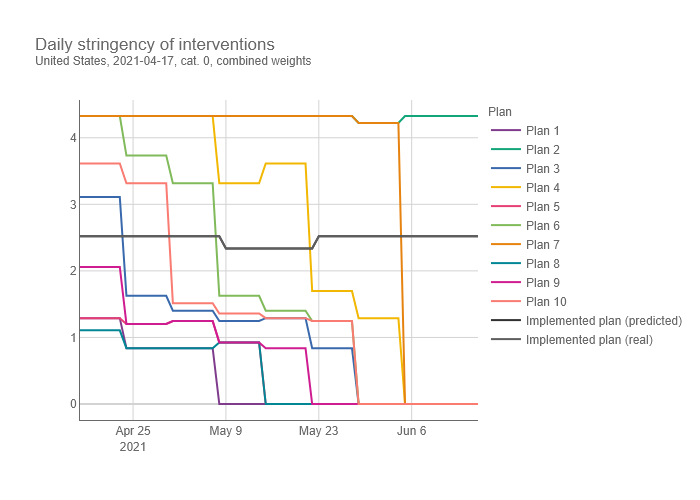 Daily stringency of interventions
United States, 2021-04-17, cat. 0, combined weights
4
3
2
1
0
Apr 25
2021
May 9
May 23
Jun 6
Plan
Plan 1
Plan 2
Plan 3
Plan 4
Plan 5
Plan 6
Plan 7
Plan 8
Plan 9
Plan 10
Implemented plan (predicted)
Implemented plan (real)